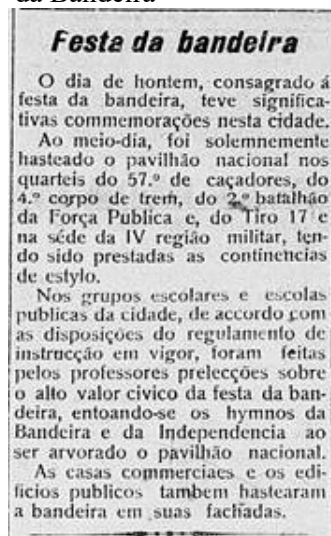 da Bandeira
Festa da bandeira
O dia de hontem, consagrado á
festa da bandeira, teve significa-
tivas commemorações nesta cidade.
Ao meio-dia, foi solemnemente
hasteado o pavilhão nacional nos
quarteis do 57.º de caçadores, do
4.º corpo de trem, do 2.º batalhão
da Força Publica e, do Tiro 17 e
na séde da IV região militar, ten-
do sido prestadas as continencias
de estylo.
Nos grupos escolares e escolas
publicas da cidade, de accordo com
as disposições do regulamento de
instrucção em vigor, foram feitas
pelos professores prelecções sobre
o alto valor civico da festa da ban-
deira, entoando-se os hymnos da
Bandeira e da Independencia ao
ser arvorado o pavilhão nacional.
As casas commerciaes e os edi-
ficios publicos tambem hastearam
a bandeira em suas fachadas.